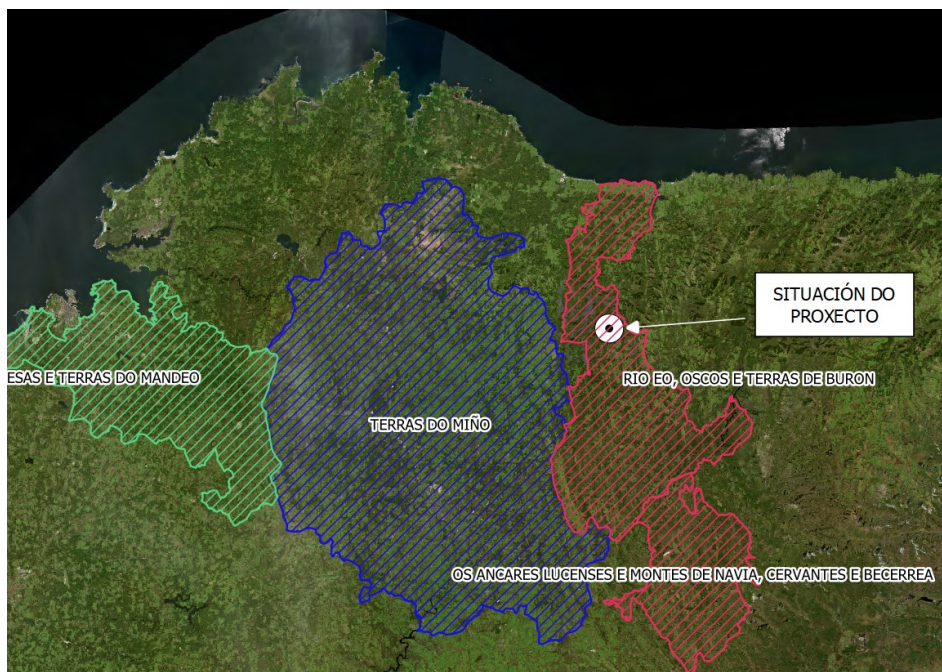 SITUACIÓN DO
PROXECTO
ESAS E TERRAS DO MANDEO
RIO EO, OSCOS E TERRAS DE BURON
TERRAS DO MIÑO
OS ANCARES LUCENSES E MONTES DE NAVIA, CERVANTES E BECERREA